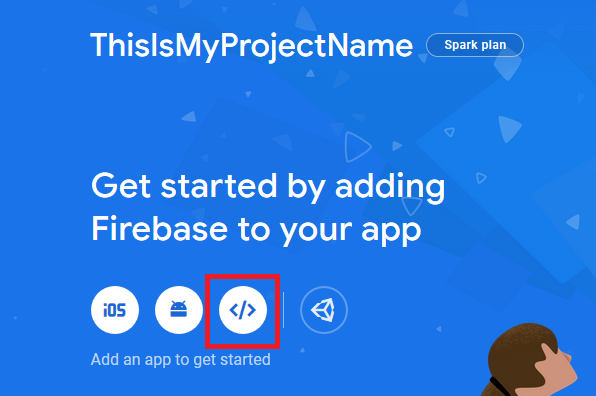 ThisIsMyProjectName Spark plan
Get started by adding
Firebase to your app
iOS </>
Add an app to get started